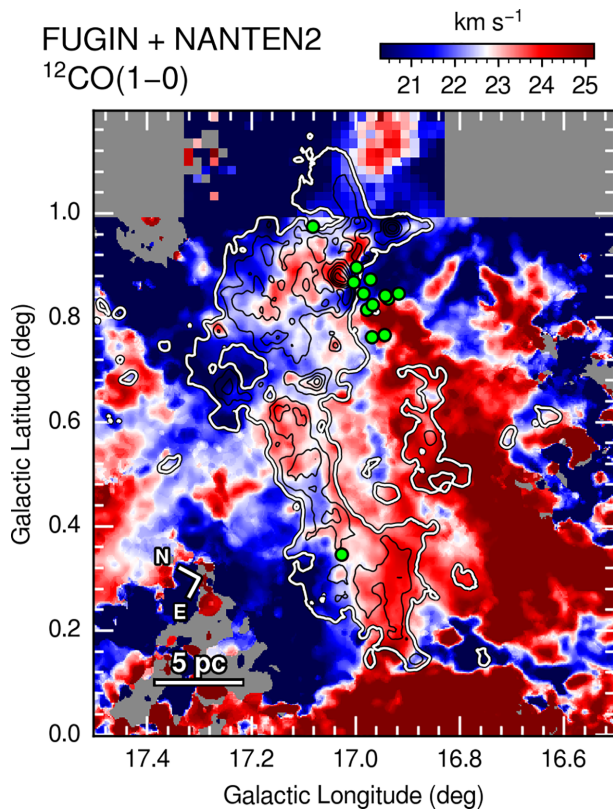 FUGIN + NANTEN2
¹²CO(1−0)
km s⁻¹
21 22 23 24 25
1.0
0.8
0.6
0.4
0.2
0.0
Galactic Latitude (deg)
N
E
5 pc
17.4 17.2 17.0 16.8 16.6
Galactic Longitude (deg)